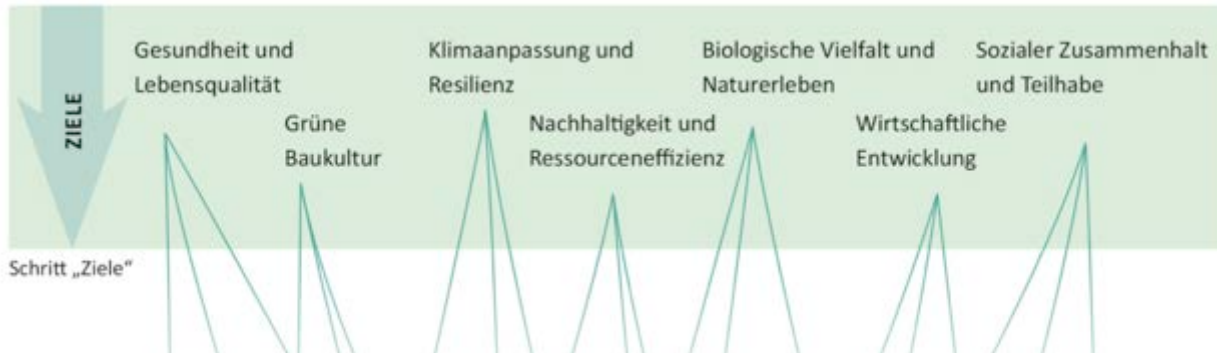 ZIELE
Gesundheit und
Lebensqualität
Grüne
Baukultur
Klimaanpassung und
Resilienz
Nachhaltigkeit und
Ressourceneffizienz
Biologische Vielfalt und
Naturerleben
Wirtschaftliche
Entwicklung
Sozialer Zusammenhalt
und Teilhabe
Schritt „Ziele“